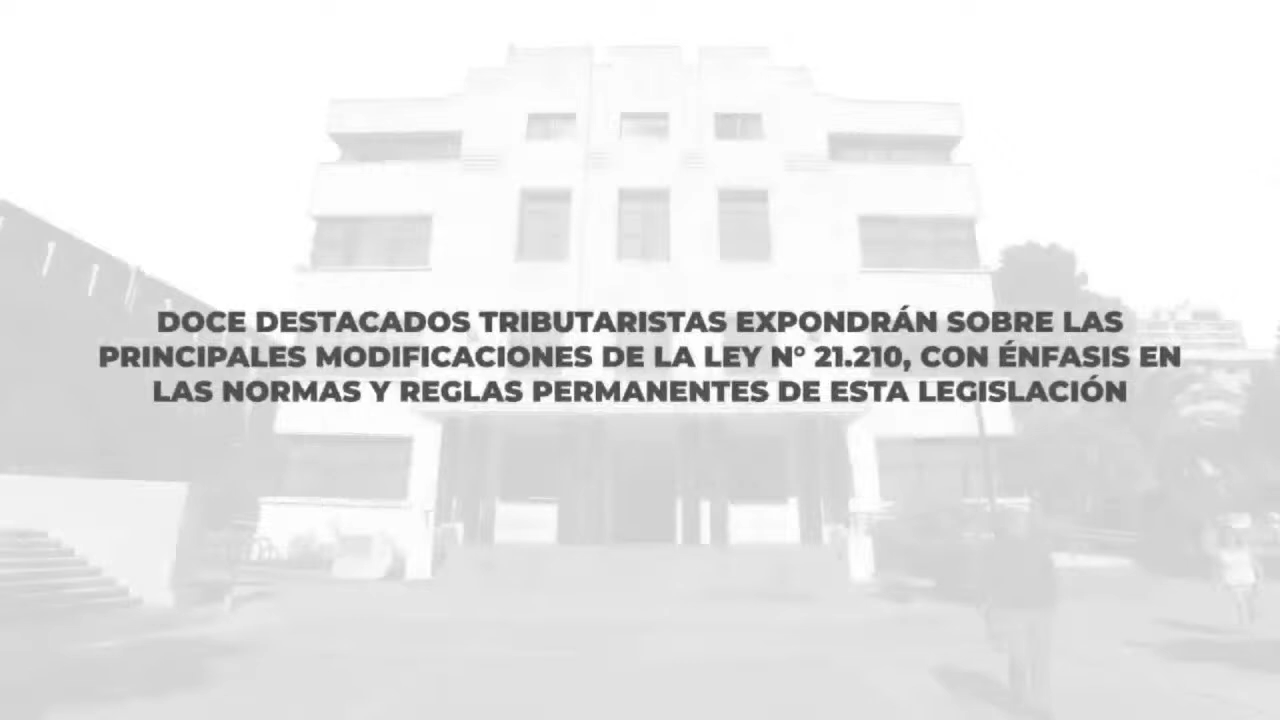 DOCE DESTACADOS TRIBUTARISTAS EXPONDRÁN SOBRE LAS
PRINCIPALES MODIFICACIONES DE LA LEY N° 21.210, CON ÉNFASIS EN
LAS NORMAS Y REGLAS PERMANENTES DE ESTA LEGISLACIÓN